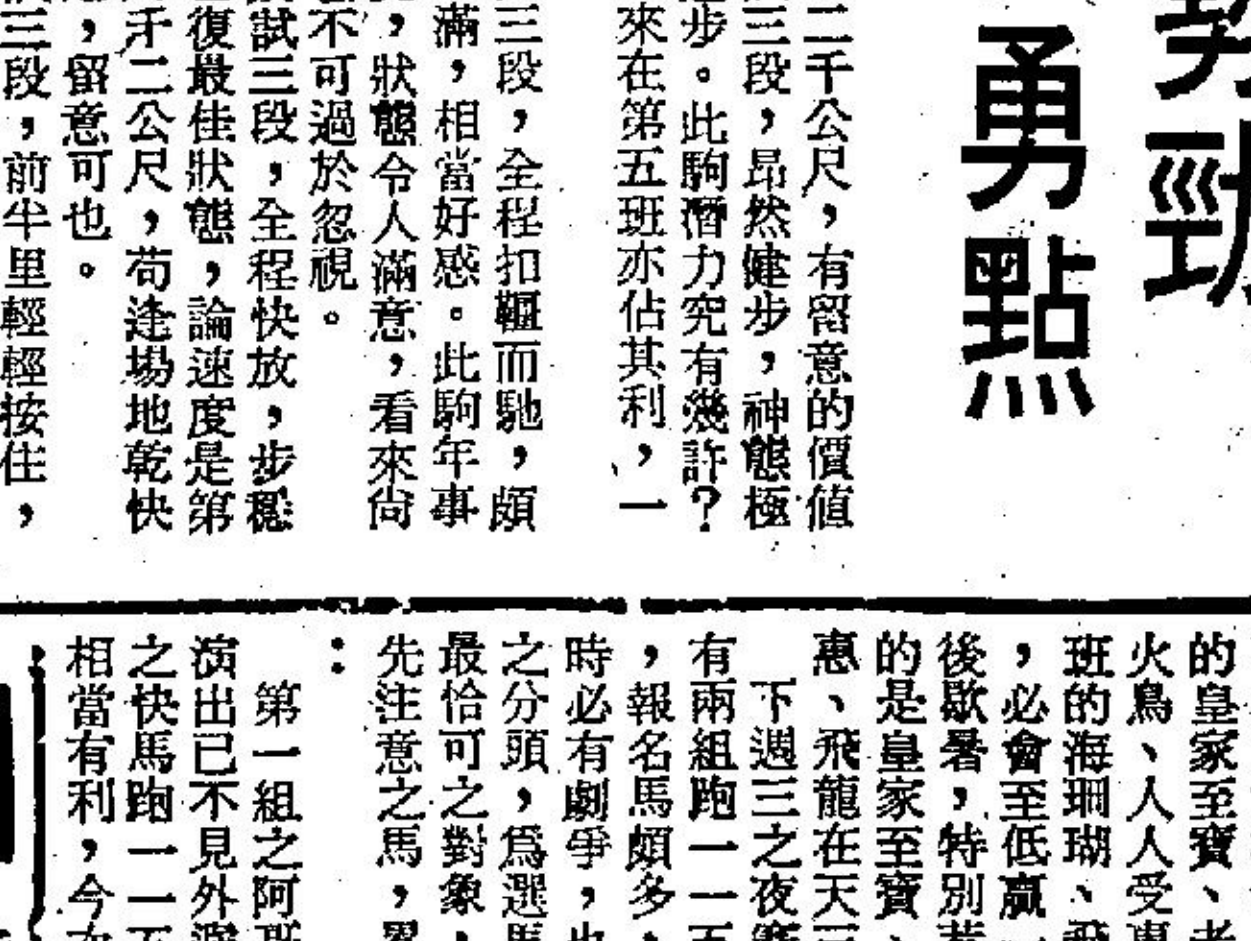 勁
勇點
二千公尺，有留意的價值
三段，昂然健步，神態極
步。此駒潛力究有幾許？
來在第五班亦佔其利，一
三段，全程扣韁而馳，頗
滿，相當好感。此駒年事
，狀態令人滿意，看來尙
不可過於忽視。
試三段，全程快放，步穩
復最佳狀態，論速度是第
二公尺，苟逢場地乾快
，留意可也。
三段，前半里輕輕按住，
的皇家至寶、
火鳥、人人受惠
班的海珊瑚、
，必會至低贏
後歇暑，特別
的是皇家至寶、
惠、飛龍在天
下週三之夜賽
有兩組跑一一五
，報名馬頗多，
時必有劇爭，
之分頭，爲選馬
最恰可之對象，
先注意之馬，
：
第一組之阿
演出已不見外
之快馬跑一一五
相當有利，今